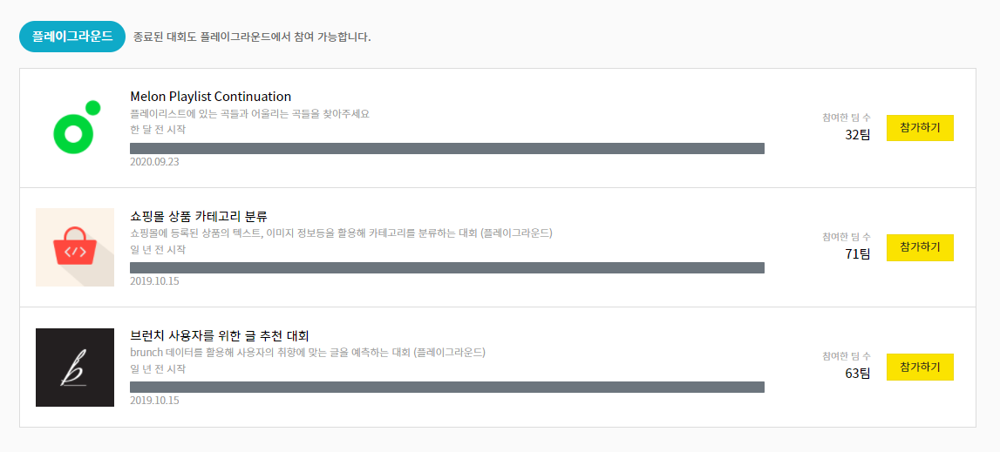 플레이그라운드 종료된 대회도 플레이그라운드에서 참여 가능합니다.
Melon Playlist Continuation
플레이리스트에 있는 곡들과 어울리는 곡들을 찾아주세요
한 달 전 시작
2020.09.23
참여한 팀 수
32팀
참가하기
쇼핑몰 상품 카테고리 분류
쇼핑몰에 등록된 상품의 텍스트, 이미지 정보등을 활용해 카테고리를 분류하는 대회 (플레이그라운드)
일 년 전 시작
2019.10.15
참여한 팀 수
71팀
참가하기
브런치 사용자를 위한 글 추천 대회
brunch 데이터를 활용해 사용자의 취향에 맞는 글을 예측하는 대회 (플레이그라운드)
일 년 전 시작
2019.10.15
참여한 팀 수
63팀
참가하기